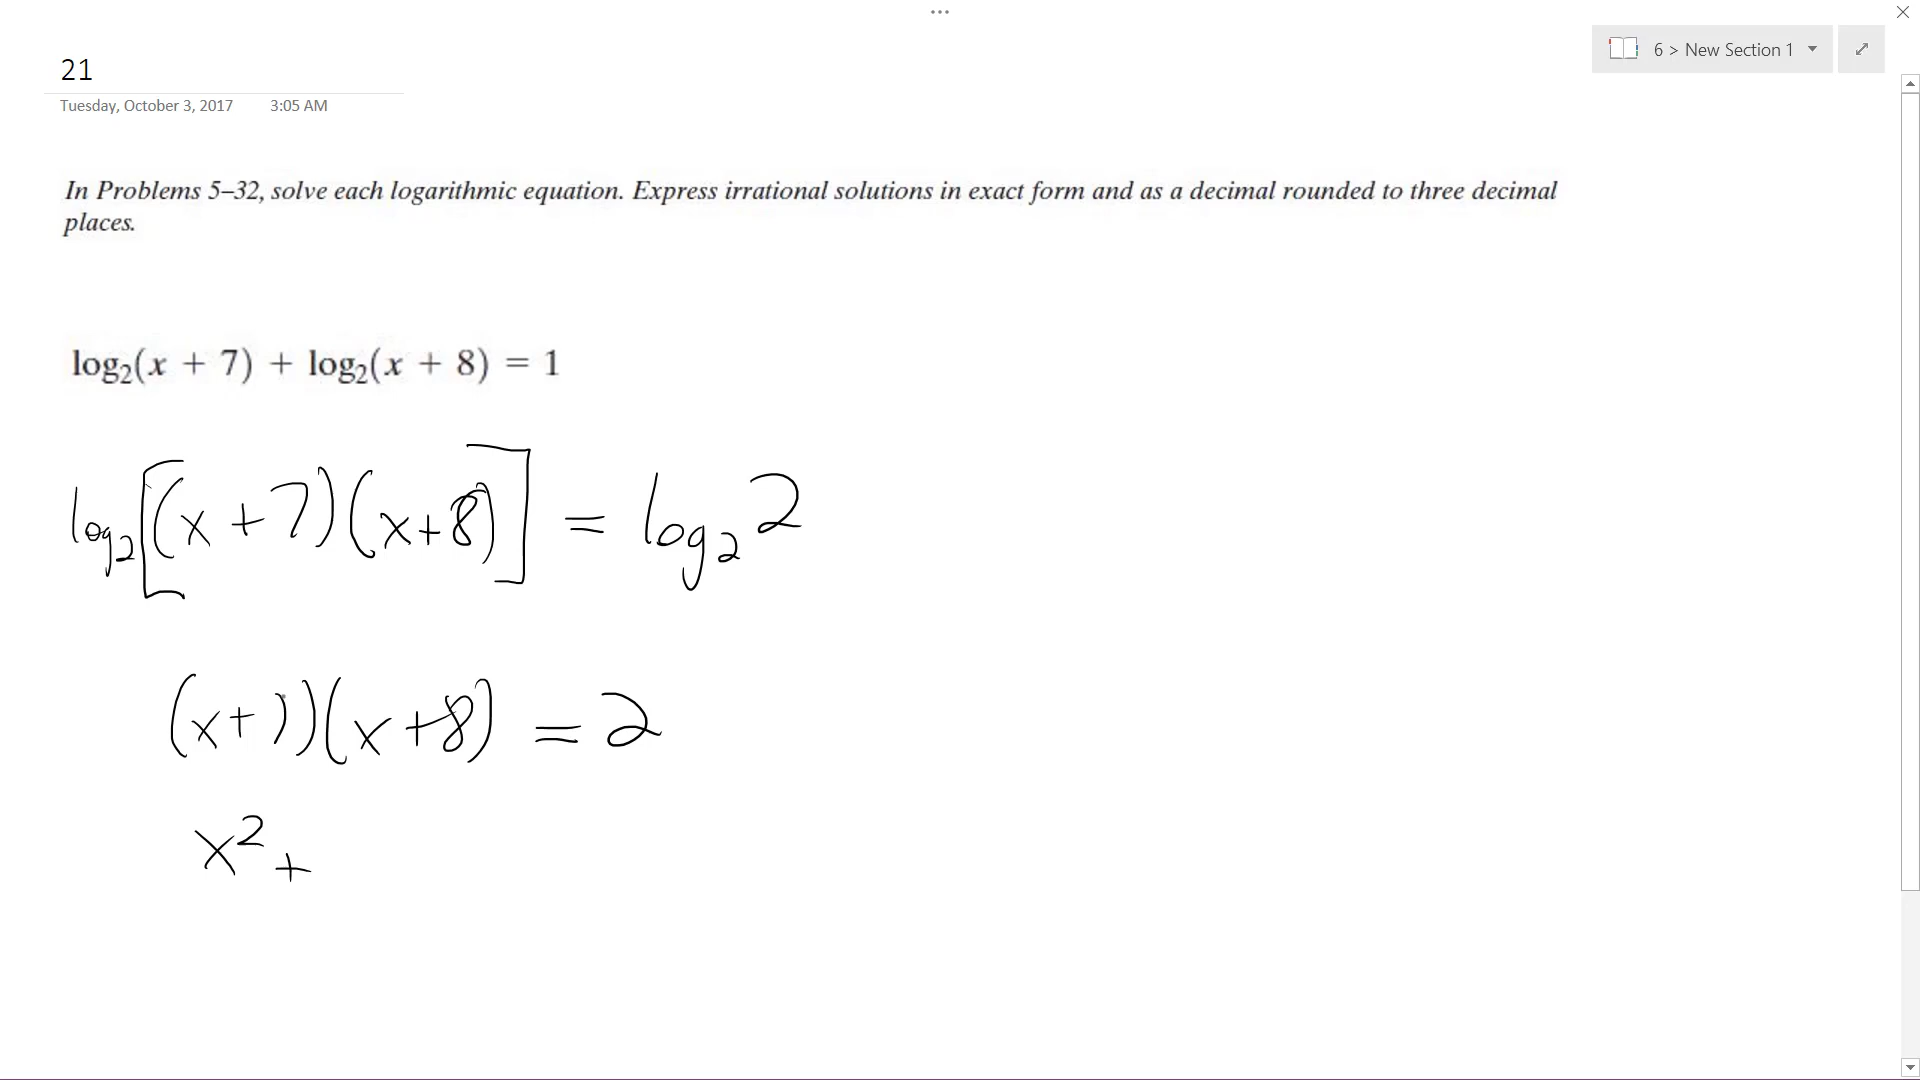 6 > New Section 1
21
Tuesday, October 3, 2017 3:05 AM
In Problems 5–32, solve each logarithmic equation. Express irrational solutions in exact form and as a decimal rounded to three decimal
places.
log₂(x + 7) + log₂(x + 8) = 1
log₂[(x+7)(x+8)] = log₂2
(x+7)(x+8) = 2
x² +